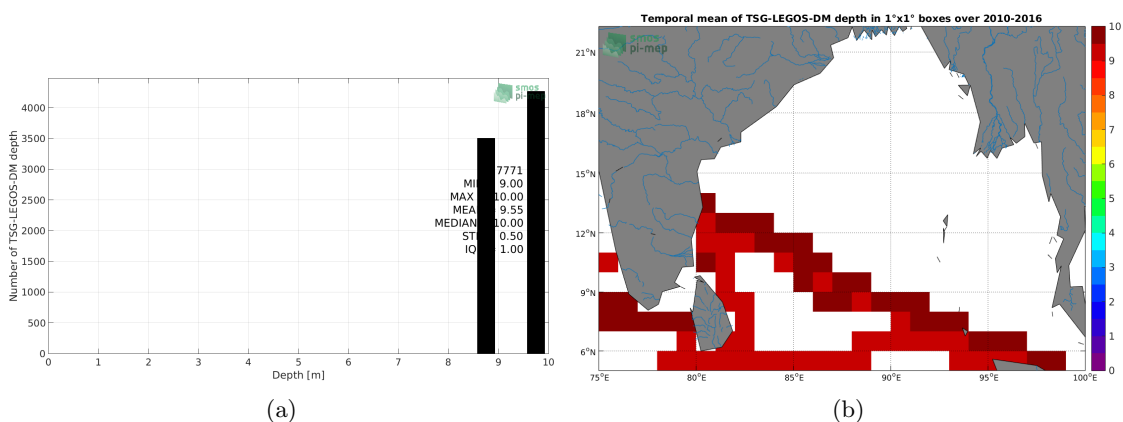 smos
pi-mep
4000
3500
3000
2500
2000
1500
1000
500
0
Number of TSG-LEGOS-DM depth
7771
9.00
MAX 10.00
9.55
MEDIAN 10.00
0.50
1.00
0 1 2 3 4 5 6 7 8 9 10
Depth [m]
(a)
Temporal mean of TSG-LEGOS-DM depth in 1°x1° boxes over 2010-2016
smos
pi-mep
21°N
18°N
15°N
12°N
9°N
6°N
75°E 80°E 85°E 90°E 95°E 100°E
10
9
8
7
6
5
4
3
2
1
0
(b)